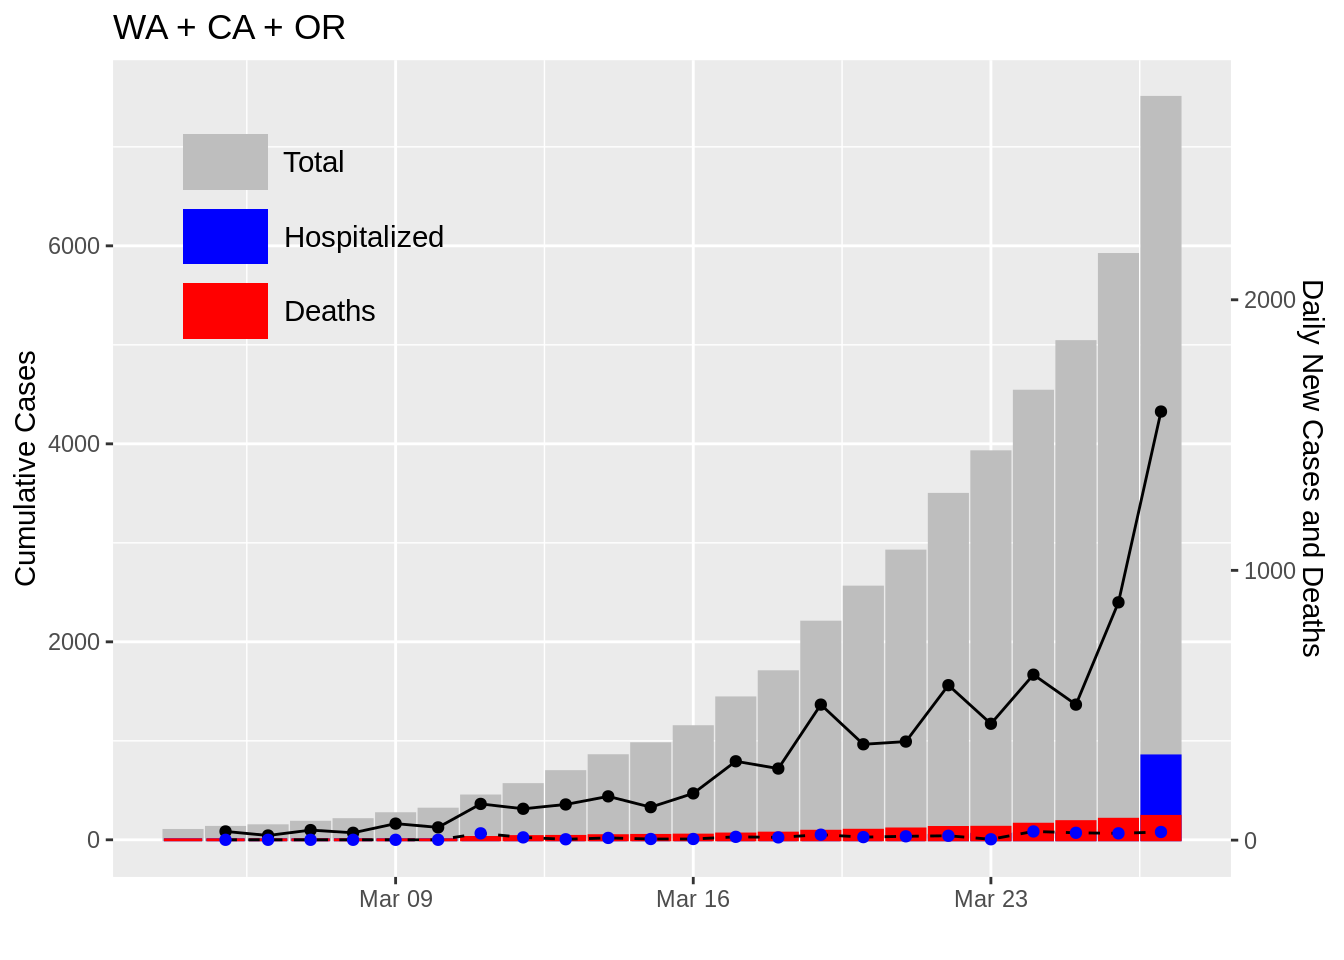 WA + CA + OR
Total
Hospitalized
Deaths
Cumulative Cases
6000
4000
2000
0
2000
1000
0
Daily New Cases and Deaths
Mar 09
Mar 16
Mar 23